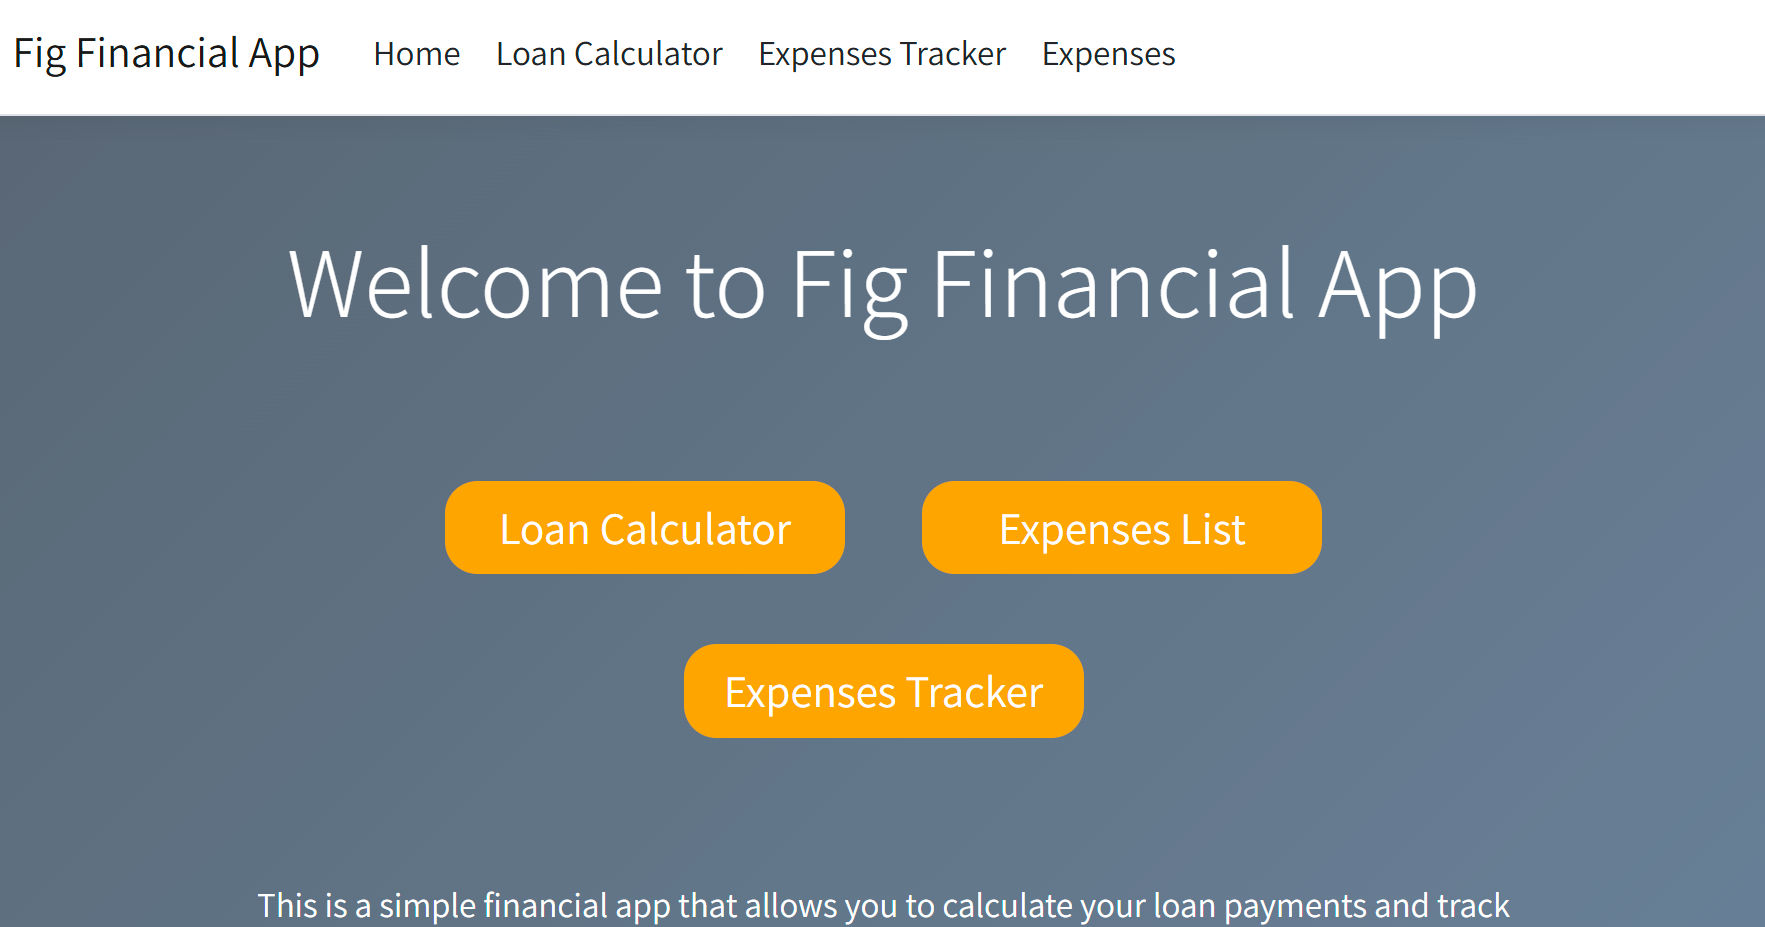 Fig Financial App Home Loan Calculator Expenses Tracker Expenses
Welcome to Fig Financial App
Loan Calculator Expenses List
Expenses Tracker
This is a simple financial app that allows you to calculate your loan payments and track